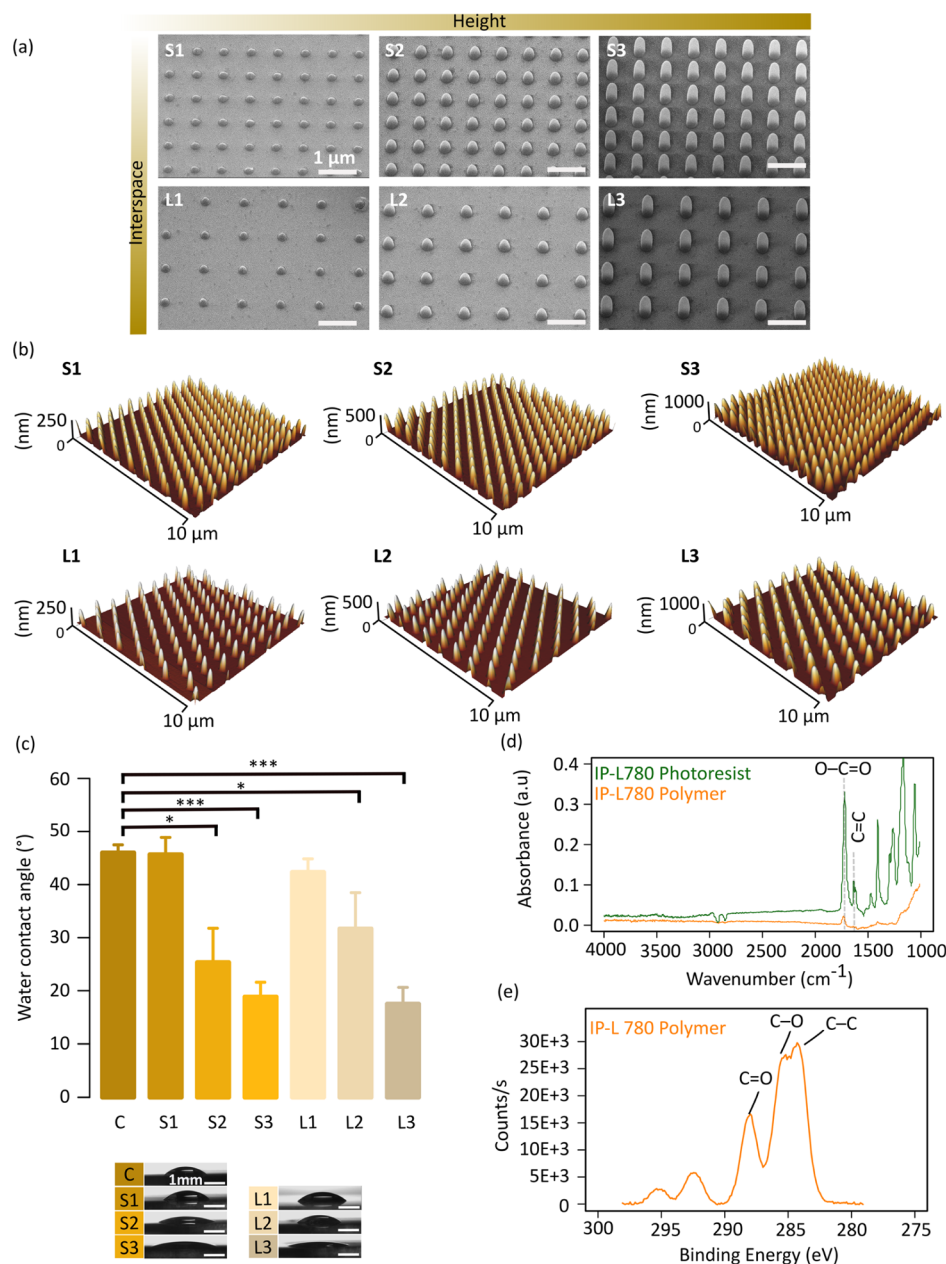 Height
(a)
Interspace
S1
S2
S3
1 µm
L1
L2
L3
(b)
S1
S2
S3
250
0
(nm)
10 µm
500
0
(nm)
10 µm
1000
0
(nm)
10 µm
L1
L2
L3
250
0
(nm)
10 µm
500
0
(nm)
10 µm
1000
0
(nm)
10 µm
(c)
Water contact angle (°)
60
50
40
30
20
10
0
***
*
***
*
C S1 S2 S3 L1 L2 L3
C
1mm
S1
S2
S3
L1
L2
L3
(d)
Absorbance (a.u)
0.4
0.3
0.2
0.1
0.0
IP-L780 Photoresist
IP-L780 Polymer
O–C=O
C=C
4000 3500 3000 2500 2000 1500 1000
Wavenumber (cm⁻¹)
(e)
Counts/s
30E+3
25E+3
20E+3
15E+3
10E+3
5E+3
0
IP-L 780 Polymer
C=O
C–O
C–C
300 296 292 288 284 280 274
Binding Energy (eV)